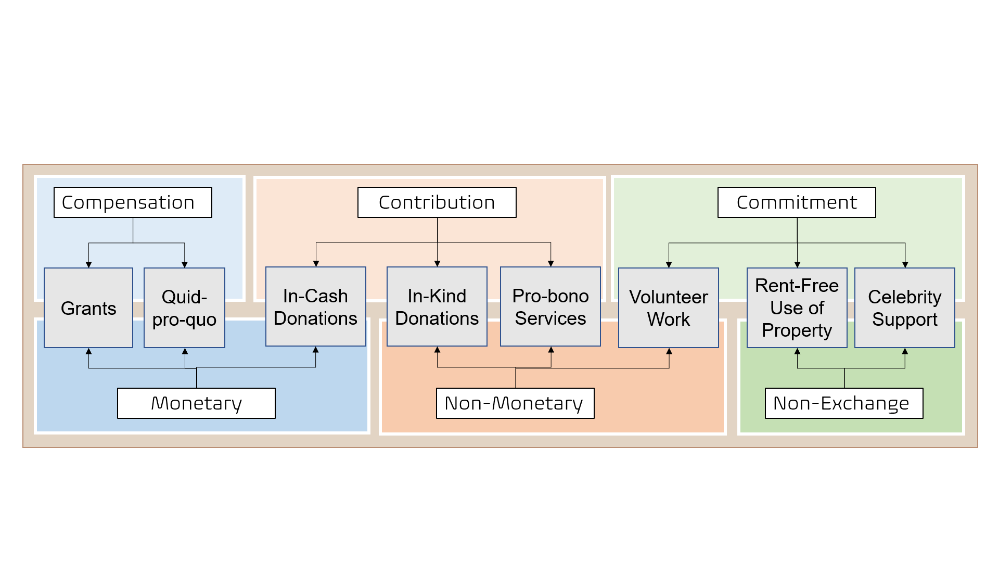 Compensation
Contribution
Commitment
Grants
Quid-
pro-quo
In-Cash
Donations
In-Kind
Donations
Pro-bono
Services
Volunteer
Work
Rent-Free
Use of
Property
Celebrity
Support
Monetary
Non-Monetary
Non-Exchange